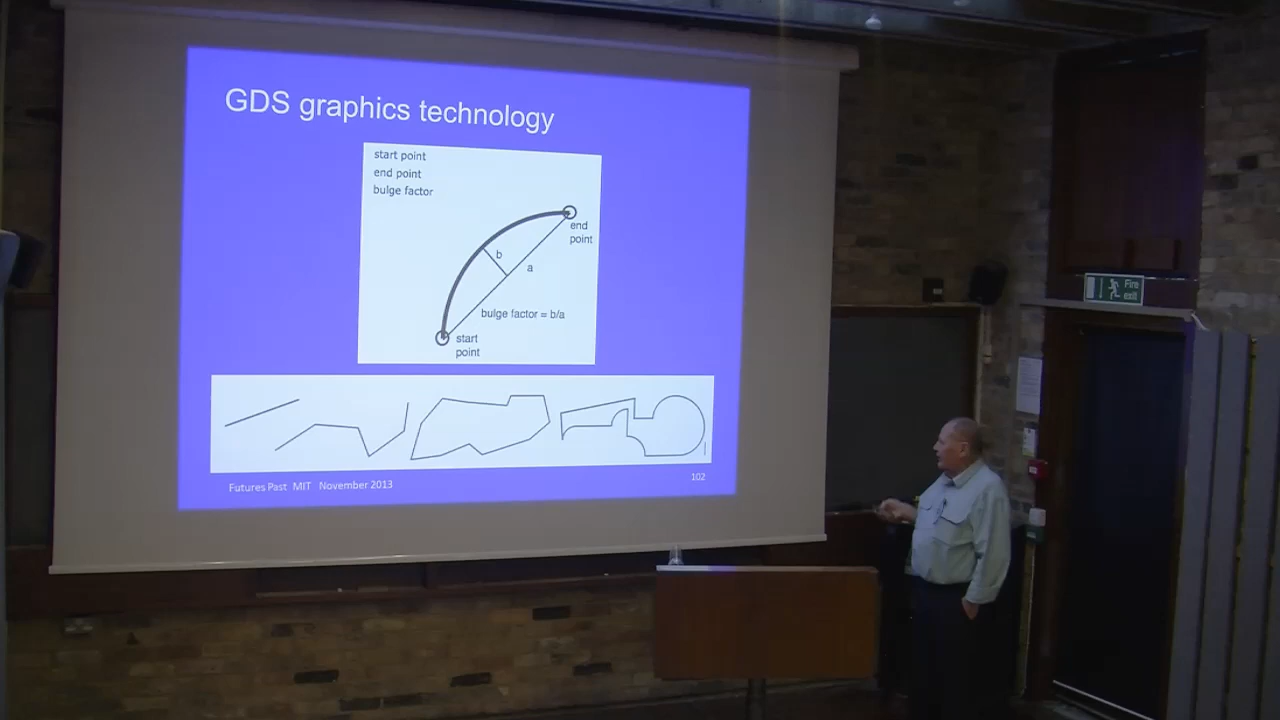 GDS graphics technology
start point
end point
bulge factor
end
point
b
a
bulge factor = b/a
start
point
Futures Past MIT November 2013
102
Fire
exit